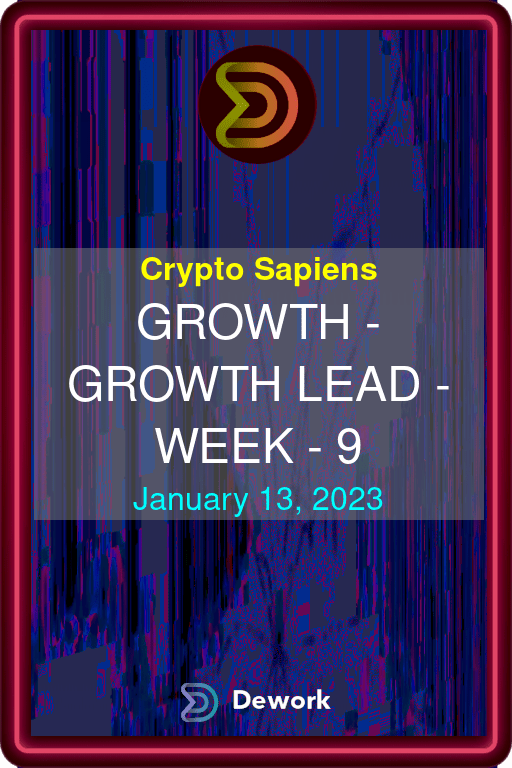 Crypto Sapiens
GROWTH -
GROWTH LEAD -
WEEK - 9
January 13, 2023
Dework